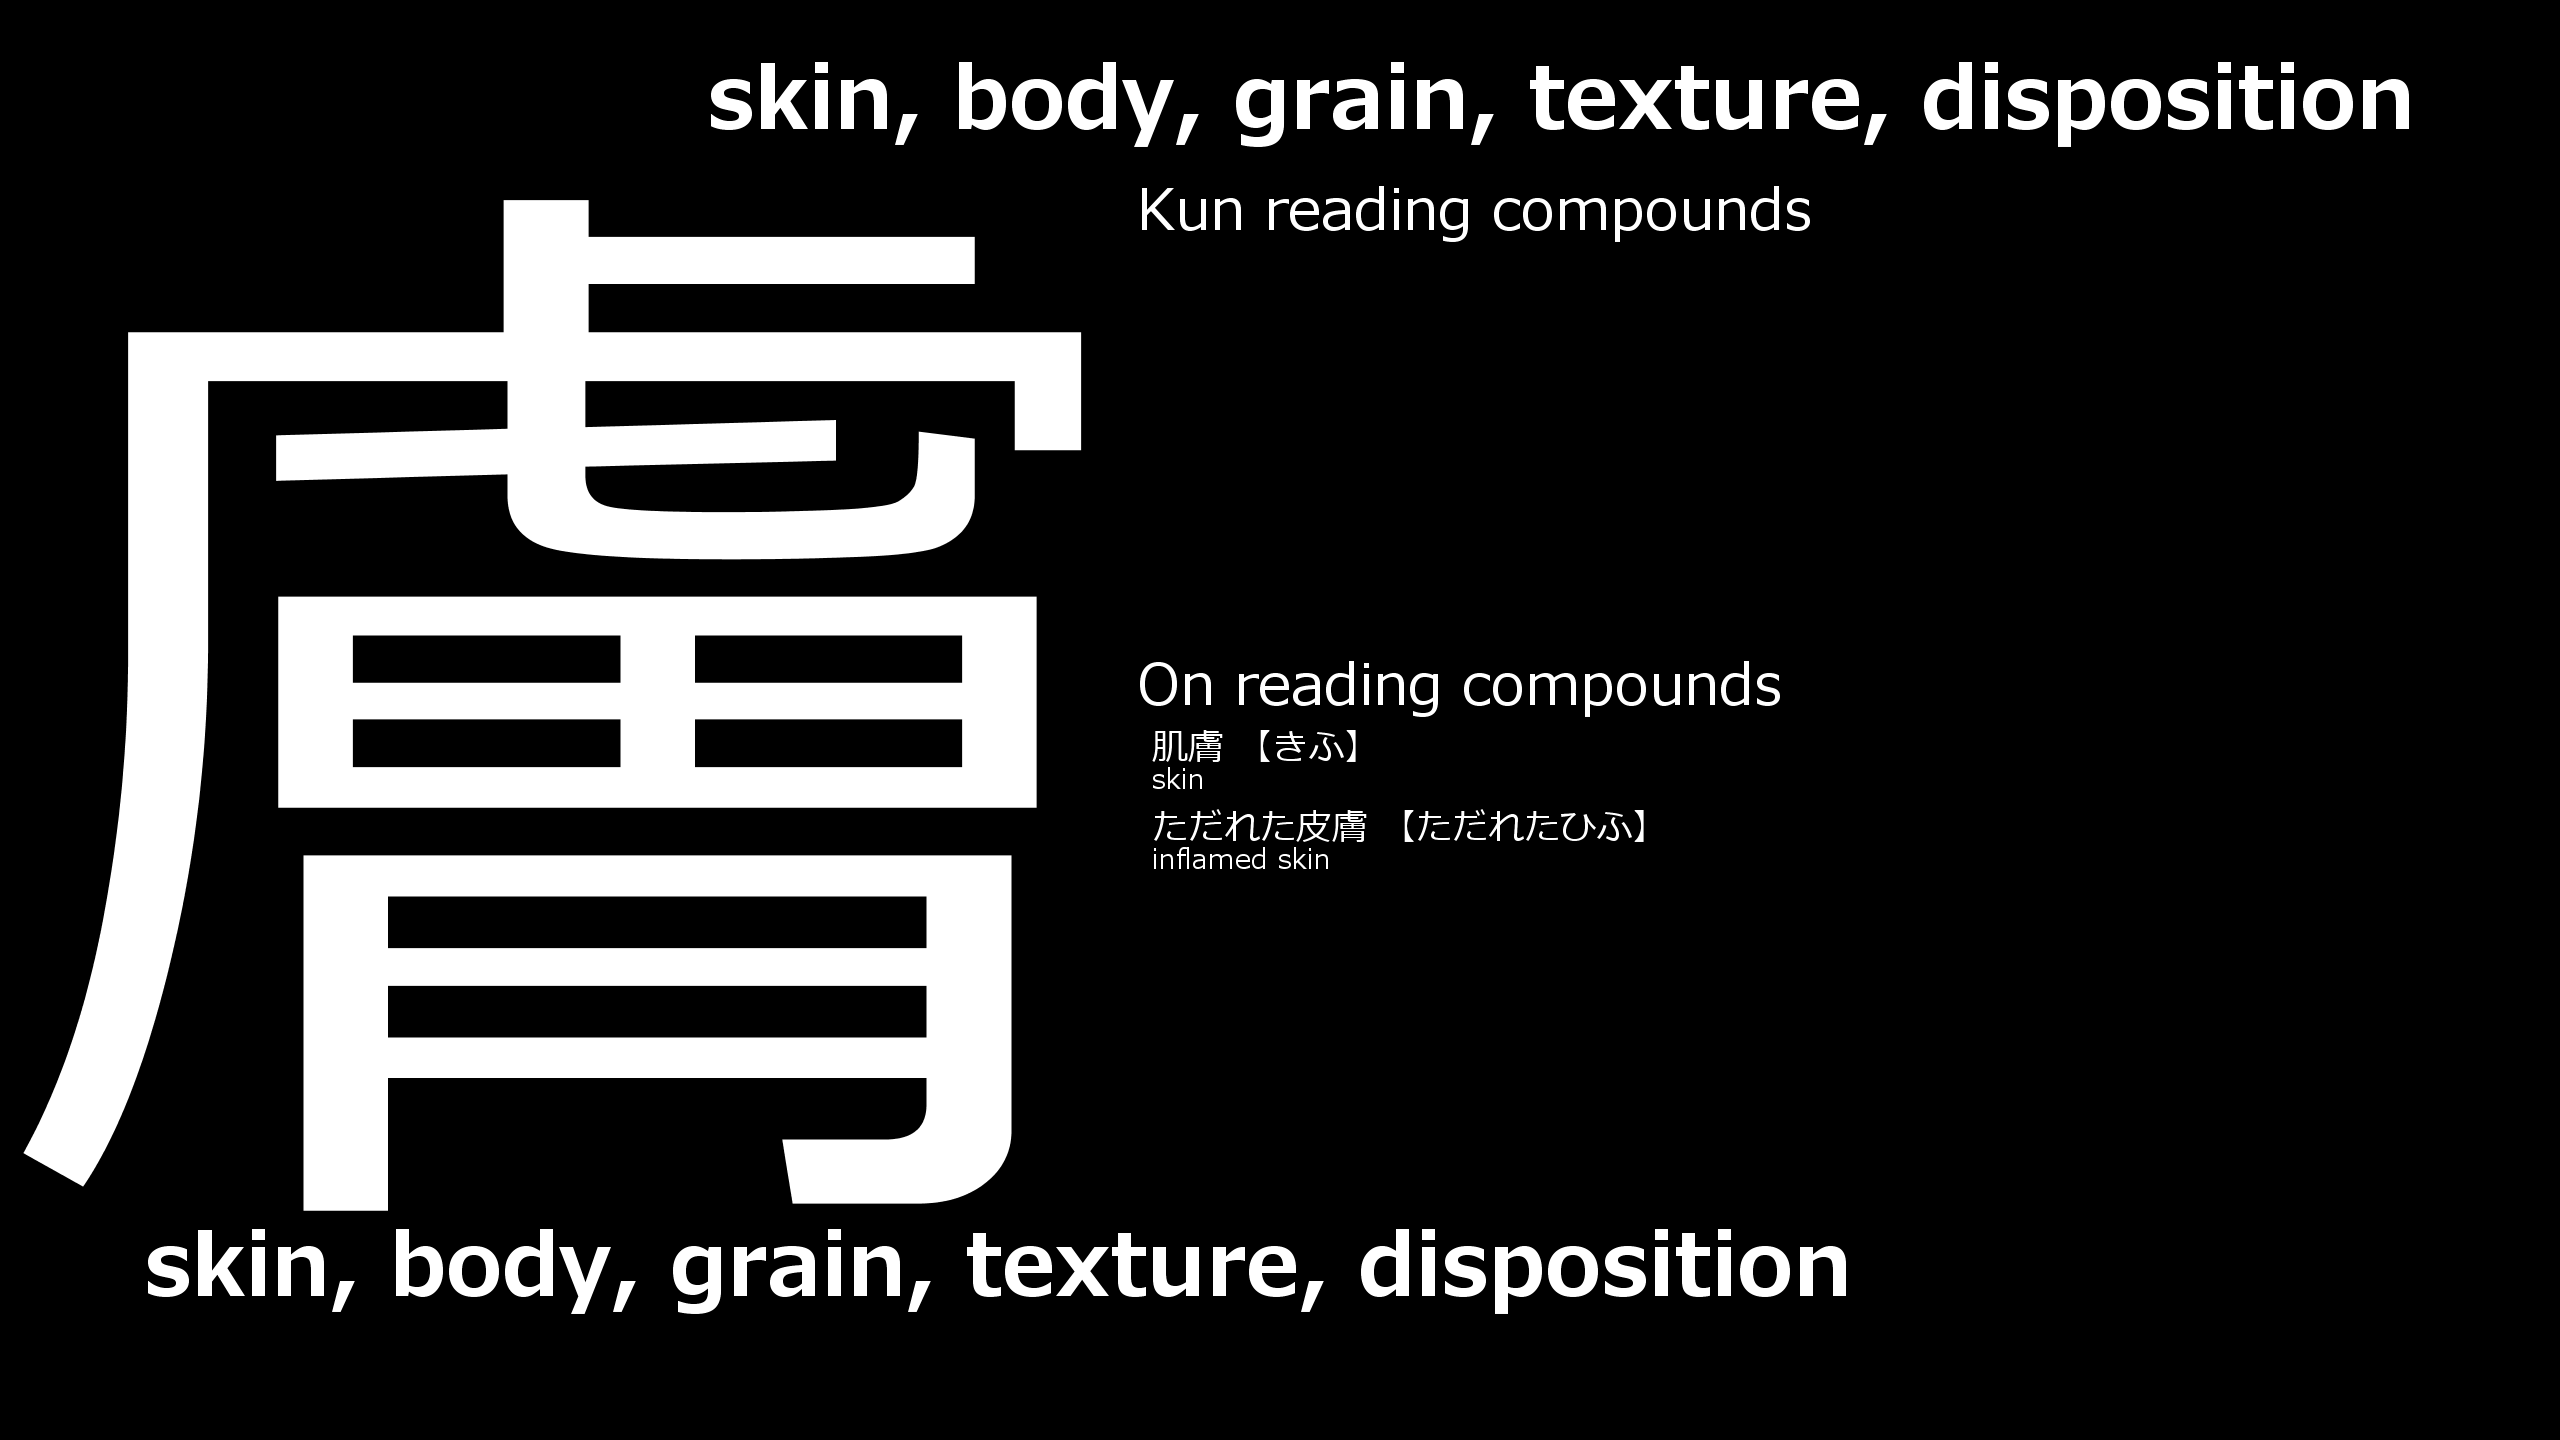 skin, body, grain, texture, disposition
膚
Kun reading compounds
On reading compounds
肌膚 【きふ】
skin
ただれた皮膚 【ただれたひふ】
inflamed skin
skin, body, grain, texture, disposition